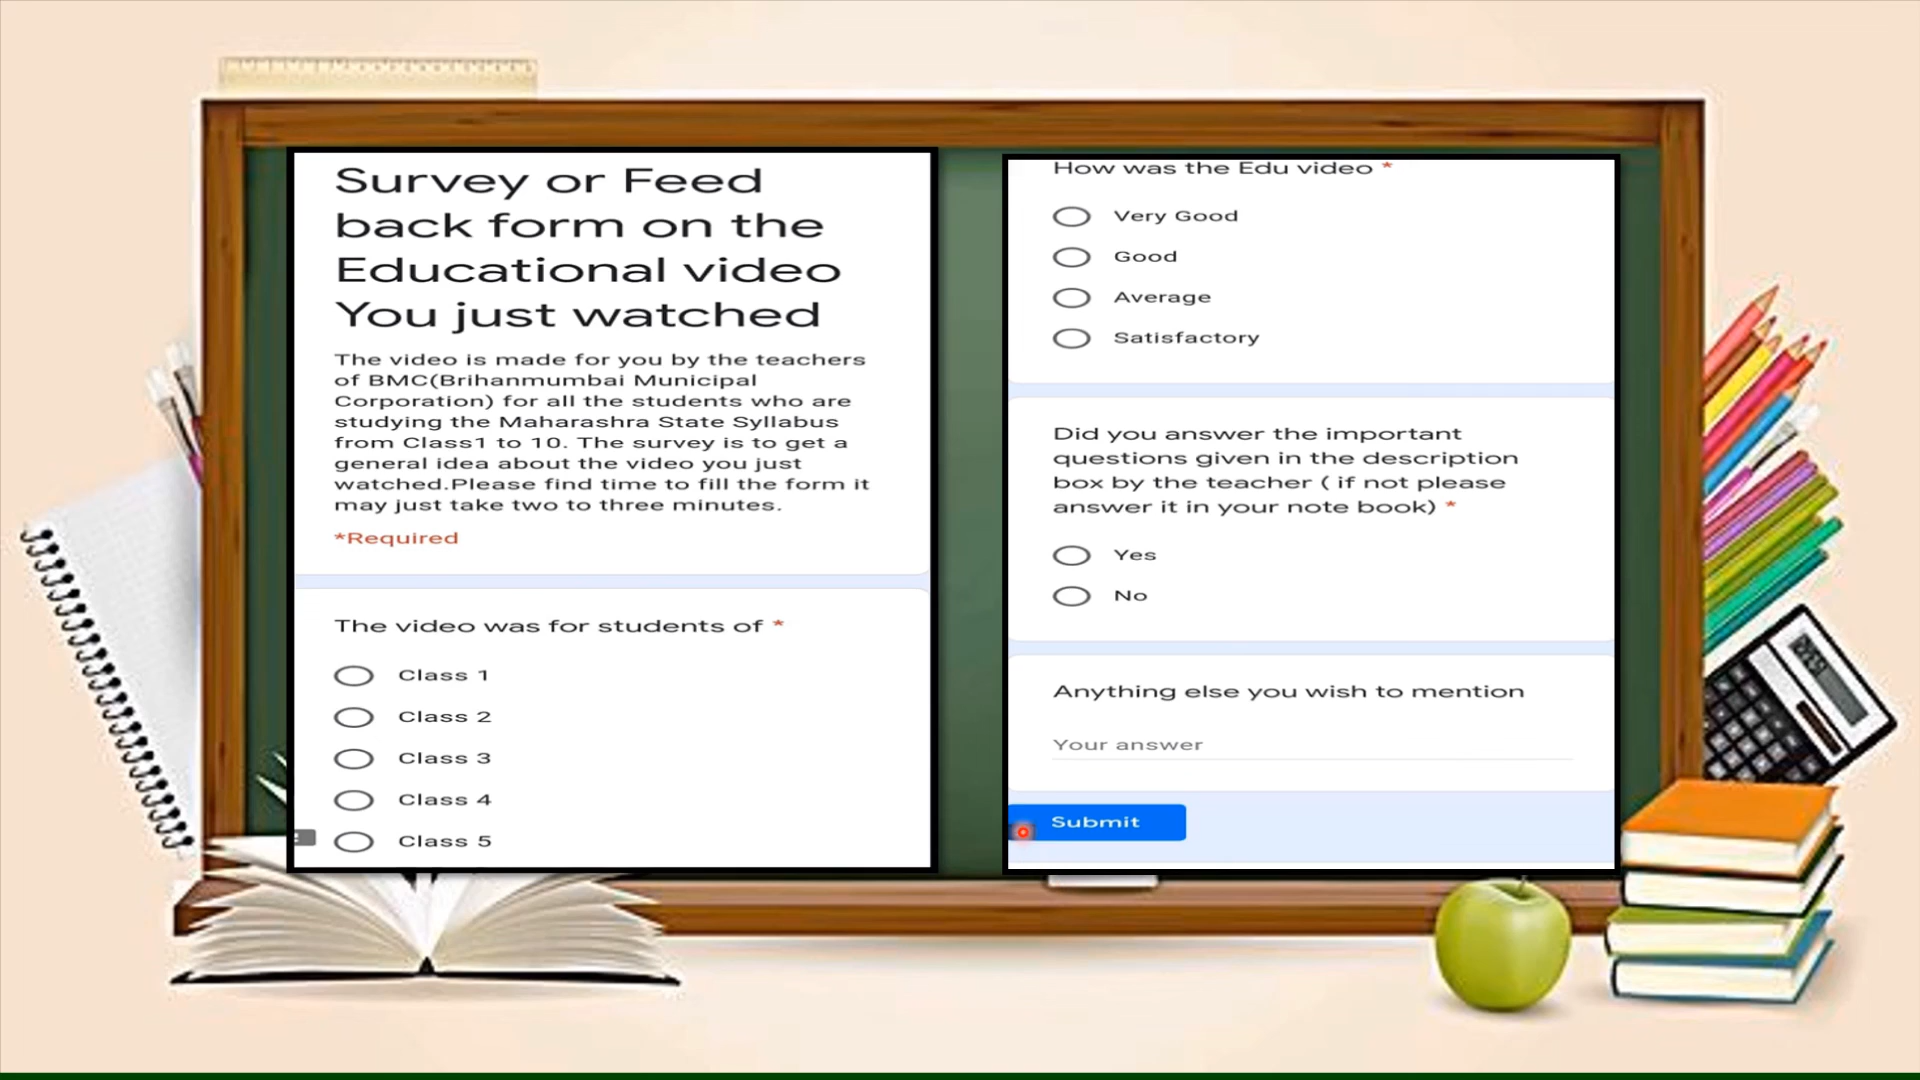 Survey or Feed
back form on the
Educational video
You just watched
The video is made for you by the teachers
of BMC(Brihanmumbai Municipal
Corporation) for all the students who are
studying the Maharashra State Syllabus
from Class1 to 10. The survey is to get a
general idea about the video you just
watched.Please find time to fill the form it
may just take two to three minutes.
*Required
The video was for students of *
Class 1
Class 2
Class 3
Class 4
Class 5
How was the Edu video *
Very Good
Good
Average
Satisfactory
Did you answer the important
questions given in the description
box by the teacher ( if not please
answer it in your note book) *
Yes
No
Anything else you wish to mention
Your answer
Submit